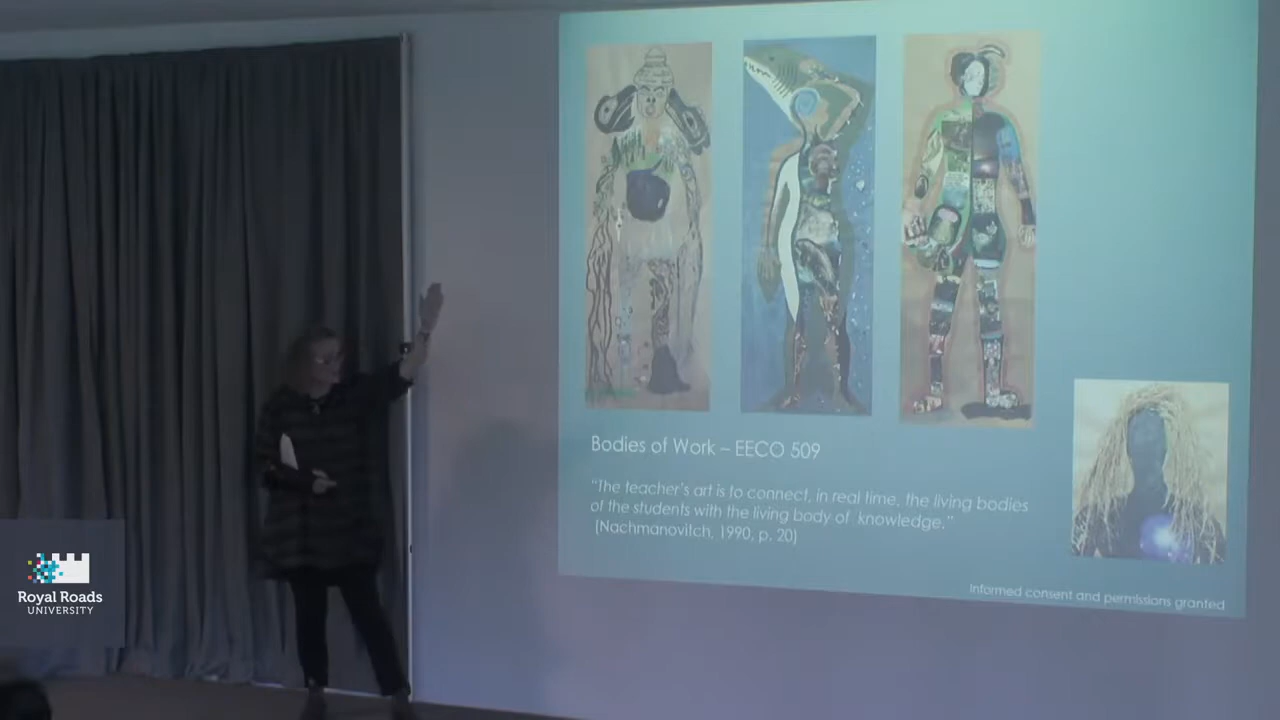 Bodies of Work – EECO 509
“The teacher’s art is to connect, in real time, the living bodies
of the students with the living body of knowledge.”
(Nachmanovitch, 1990, p. 20)
Informed consent and permissions granted
Royal Roads
UNIVERSITY